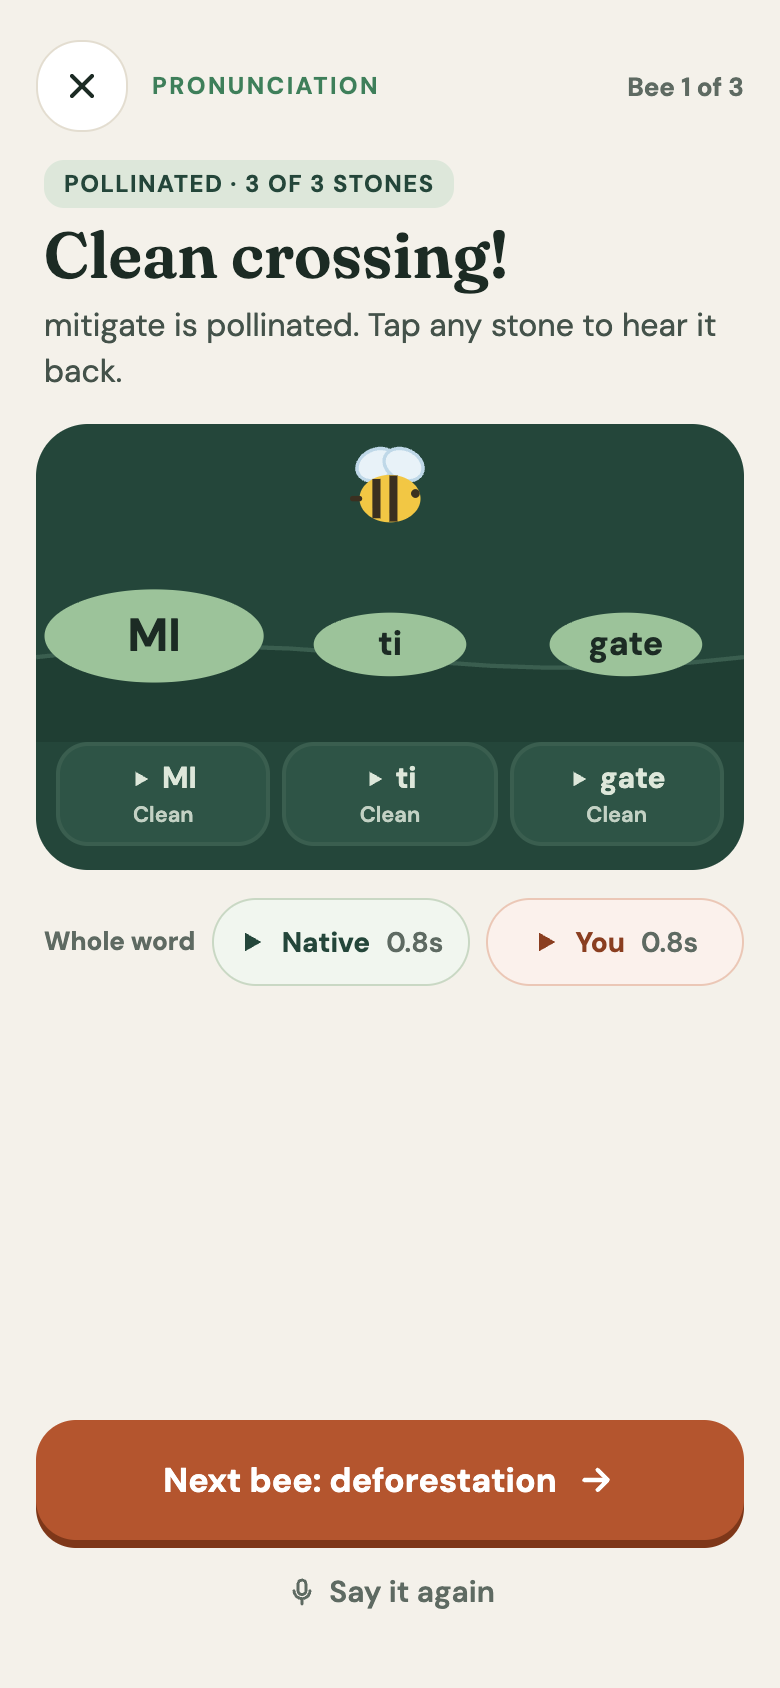 PRONUNCIATION
Bee 1 of 3
POLLINATED · 3 OF 3 STONES
Clean crossing!
mitigate is pollinated. Tap any stone to hear it
back.
MI
ti
gate
MI
Clean
ti
Clean
gate
Clean
Whole word
Native 0.8s
You 0.8s
Next bee: deforestation →
Say it again